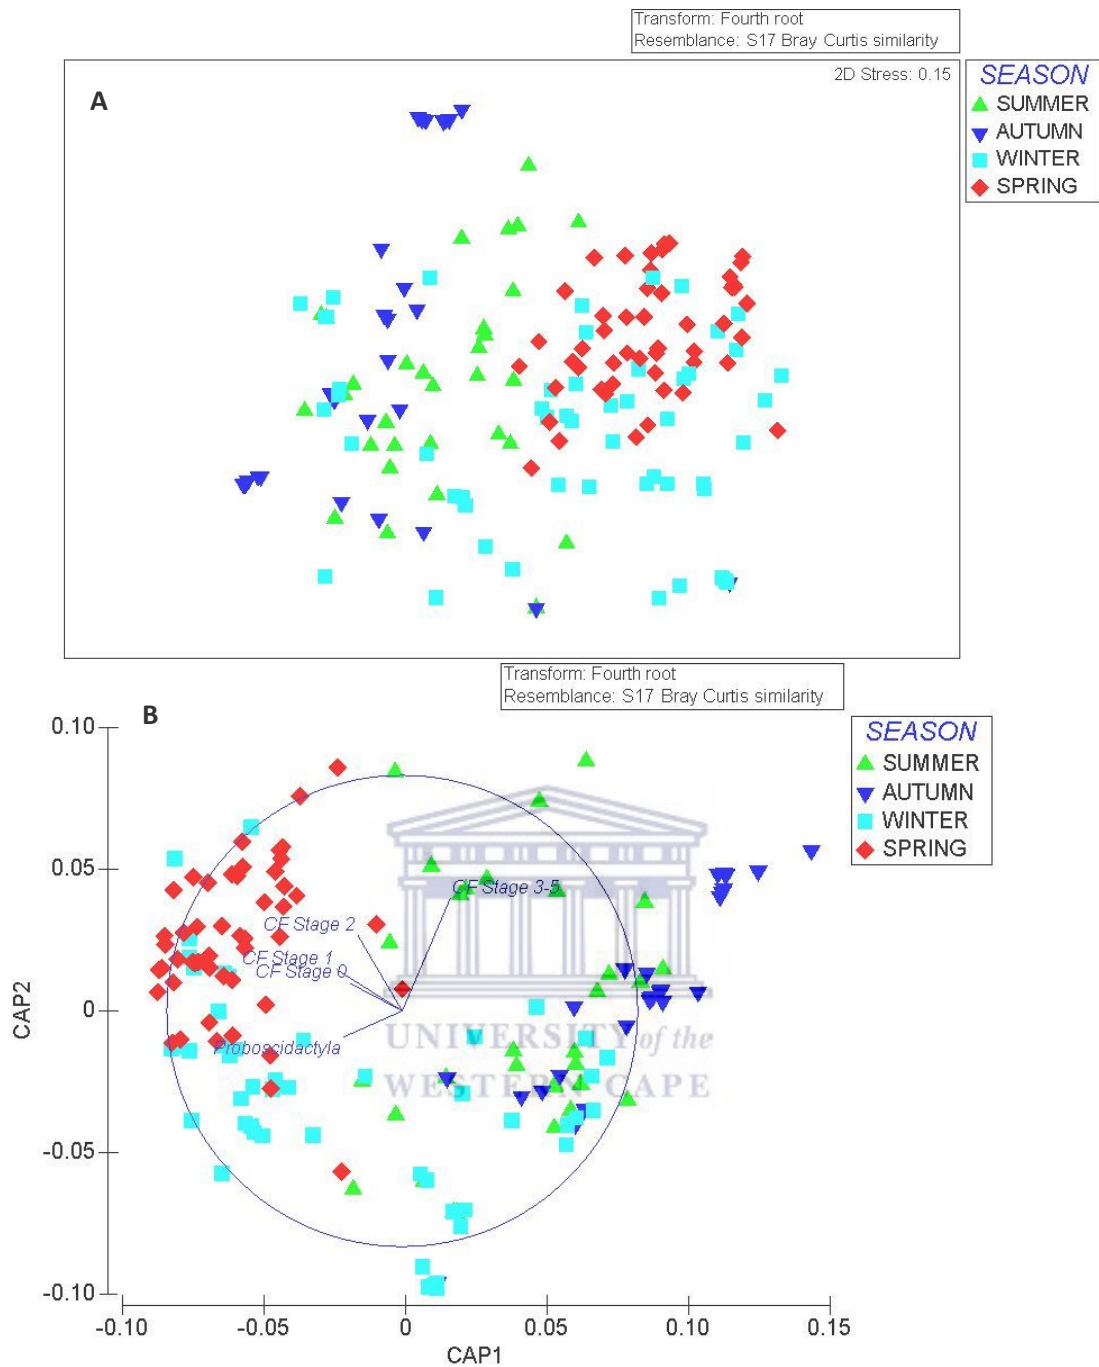 Transform: Fourth root
Resemblance: S17 Bray Curtis similarity
A
2D Stress: 0.15
SEASON
SUMMER
AUTUMN
WINTER
SPRING
Transform: Fourth root
Resemblance: S17 Bray Curtis similarity
B
SEASON
SUMMER
AUTUMN
WINTER
SPRING
0.10
0.05
0
-0.05
-0.10
CAP2
CF Stage 3-5
CF Stage 2
CF Stage 1
CF Stage 0
Proboscidactyla
UNIVERSITY of the
WESTERN CAPE
-0.10
-0.05
0
0.05
0.10
0.15
CAP1